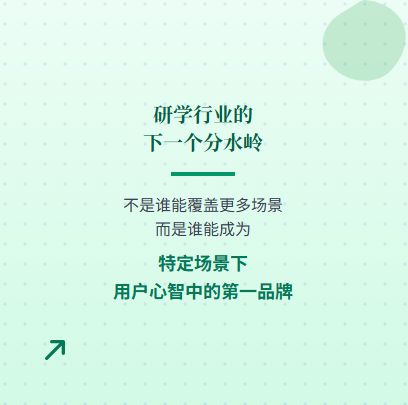 研学行业的
下一个分水岭
不是谁能覆盖更多场景
而是谁能成为
特定场景下
用户心智中的第一品牌